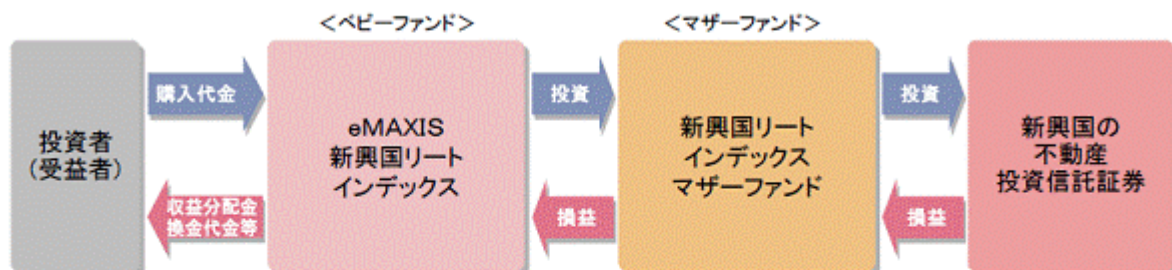 <ベビーファンド>
<マザーファンド>
投資者
(受益者)
購入代金
収益分配金
換金代金等
eMAXIS
新興国リート
インデックス
投資
損益
新興国リート
インデックス
マザーファンド
投資
損益
新興国の
不動産
投資信託証券